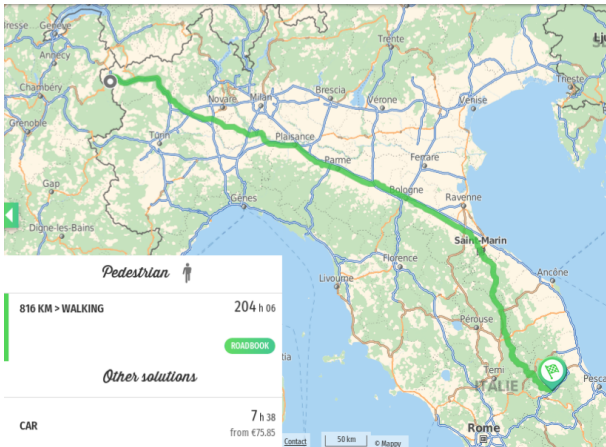 Genève
Annecy
Chambéry
Grenoble
Gap
Digne-les-Bains
Turin
Novare
Milan
Brescia
Trente
Vérone
Venise
Trieste
Plaisance
Parme
Gênes
Ferrare
Bologne
Ravenne
Saint-Marin
Florence
Livourne
Ancône
Pérouse
Terni
ITALIE
Rome
Pedestrian
816 KM > WALKING
204 h 06
ROADBOOK
Other solutions
CAR
7 h 38
from €75.85
Contact
50 km
© Mappy